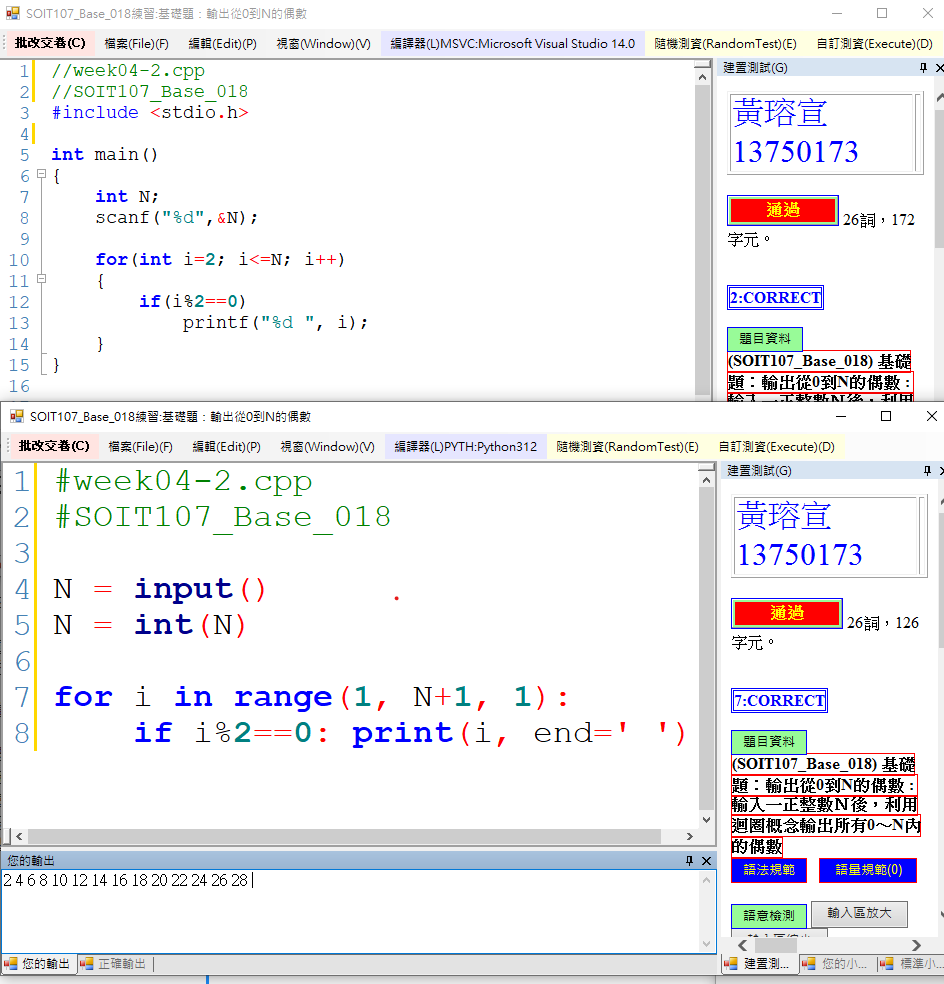 SOIT107_Base_018練習:基礎題：輸出從0到N的偶數
批改交卷(C) 檔案(File)(F) 編輯(Edit)(P) 視窗(Window)(V) 編譯器(L)MSVC:Microsoft Visual Studio 14.0 隨機測資(RandomTest)(E) 自訂測資(Execute)(D)
1 //week04-2.cpp
2 //SOIT107_Base_018
3 #include <stdio.h>
4
5 int main()
6 {
7     int N;
8     scanf("%d",&N);
9
10     for(int i=2; i<=N; i++)
11     {
12         if(i%2==0)
13             printf("%d ", i);
14     }
15 }
16
建置測試(G)
黃瑢宣
13750173
通過 26詞，172
字元。
2:CORRECT
題目資料
(SOIT107_Base_018) 基礎
題：輸出從0到N的偶數：
輸入一正整數N後，利用
SOIT107_Base_018練習:基礎題：輸出從0到N的偶數
批改交卷(C) 檔案(File)(F) 編輯(Edit)(P) 視窗(Window)(V) 編譯器(L)PYTH:Python312 隨機測資(RandomTest)(E) 自訂測資(Execute)(D)
1 #week04-2.cpp
2 #SOIT107_Base_018
3
4 N = input()
5 N = int(N)
6
7 for i in range(1, N+1, 1):
8     if i%2==0: print(i, end=' ')
建置測試(G)
黃瑢宣
13750173
通過 26詞，126
字元。
7:CORRECT
題目資料
(SOIT107_Base_018) 基礎
題：輸出從0到N的偶數：
輸入一正整數N後，利用
迴圈概念輸出所有0～N內
的偶數
語法規範 語量規範(0)
語意檢測 輸入區放大
您的輸出
2 4 6 8 10 12 14 16 18 20 22 24 26 28
您的輸出 正確輸出
建置測... 您的小... 標準小...